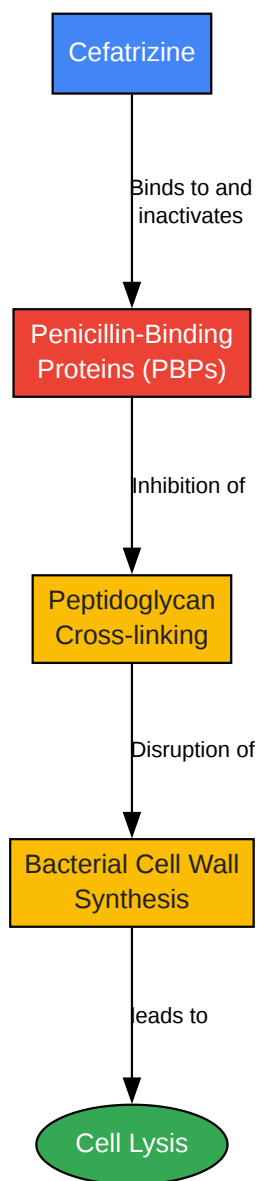 Cefatrizine
Binds to and
inactivates
Penicillin-Binding
Proteins (PBPs)
Inhibition of
Peptidoglycan
Cross-linking
Disruption of
Bacterial Cell Wall
Synthesis
leads to
Cell Lysis